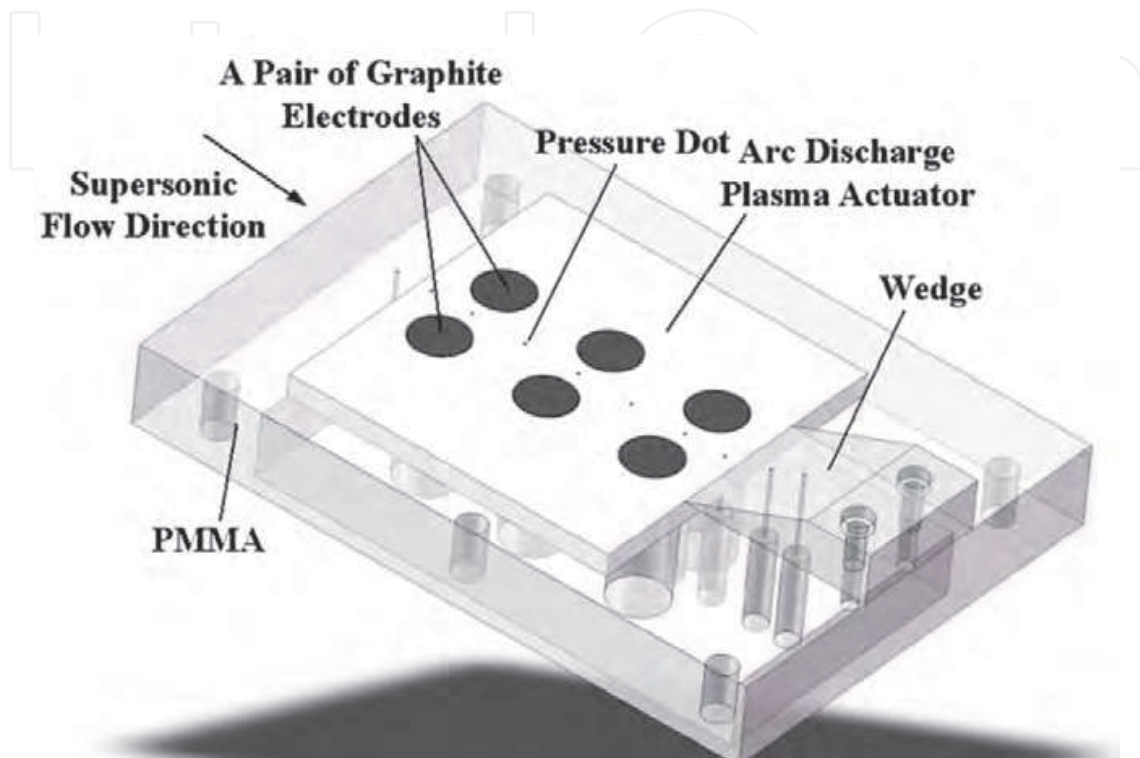 A Pair of Graphite
Electrodes
Pressure Dot
Arc Discharge
Plasma Actuator
Supersonic
Flow Direction
Wedge
PMMA